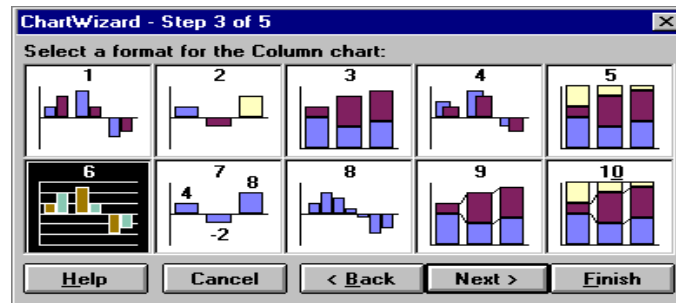 ChartWizard - Step 3 of 5
Select a format for the Column chart:
1 2 3 4 5
6 7 8 9 10
4 8
-2
Help Cancel < Back Next > Finish